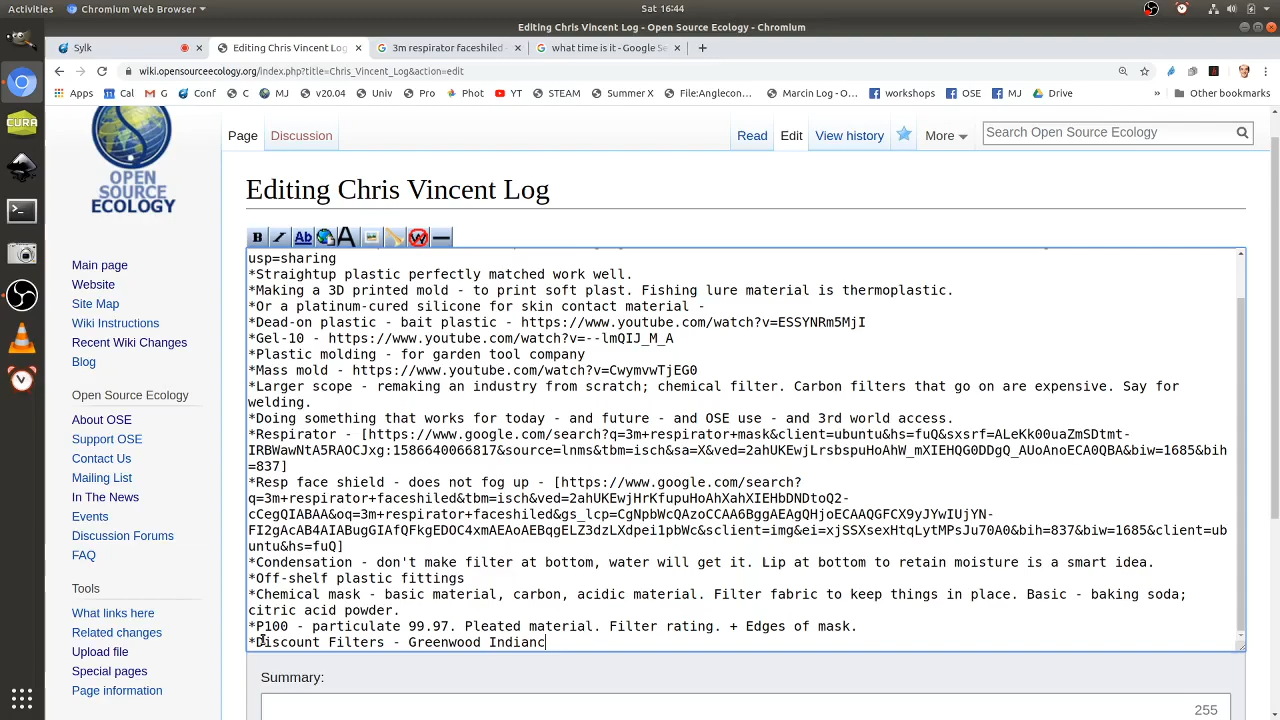 Activities
Chromium Web Browser
Sat 16:44
Editing Chris Vincent Log - Open Source Ecology - Chromium
Sylk
Editing Chris Vincent Log
3m respirator faceshiled
what time is it - Google Se
wiki.opensourceecology.org/index.php?title=Chris_Vincent_Log&action=edit
Apps
Cal
G
Conf
C
MJ
v20.04
Univ
Pro
Phot
YT
STEAM
Summer X
File:Anglecon...
Marcin Log - O...
workshops
OSE
MJ
Drive
»
Other bookmarks
CURA
OPEN
SOURCE
ECOLOGY
Page
Discussion
Read
Edit
View history
More
Search Open Source Ecology
Editing Chris Vincent Log
B I Ab A W
Main page
Website
Site Map
Wiki Instructions
Recent Wiki Changes
Blog
Open Source Ecology
About OSE
Support OSE
Contact Us
Mailing List
In The News
Events
Discussion Forums
FAQ
Tools
What links here
Related changes
Upload file
Special pages
Page information
usp=sharing
*Straightup plastic perfectly matched work well.
*Making a 3D printed mold - to print soft plast. Fishing lure material is thermoplastic.
*Or a platinum-cured silicone for skin contact material -
*Dead-on plastic - bait plastic - https://www.youtube.com/watch?v=ESSYNRm5MjI
*Gel-10 - https://www.youtube.com/watch?v=--lmQIJ_M_A
*Plastic molding - for garden tool company
*Mass mold - https://www.youtube.com/watch?v=CwymvwTjEG0
*Larger scope - remaking an industry from scratch; chemical filter. Carbon filters that go on are expensive. Say for
welding.
*Doing something that works for today - and future - and OSE use - and 3rd world access.
*Respirator - [https://www.google.com/search?q=3m+respirator+mask&client=ubuntu&hs=fuQ&sxsrf=ALeKk00uaZmSDtmt-
IRBWawNtA5RAOCJxg:1586640066817&source=lnms&tbm=isch&sa=X&ved=2ahUKEwjLrsbspuHoAhW_mXIEHQG0DDgQ_AUoAnoECA0QBA&biw=1685&bih
=837]
*Resp face shield - does not fog up - [https://www.google.com/search?
q=3m+respirator+faceshiled&tbm=isch&ved=2ahUKEwjHrKfupuHoAhXahXIEHbDNDtoQ2-
cCegQIABAA&oq=3m+respirator+faceshiled&gs_lcp=CgNpbWcQAzoCCAA6BggAEAgQHjoECAAQGFCX9yJYwIUjYN-
FI2gAcAB4AIABugGIAfQFkgEDOC4xmAEAoAEBqgELZ3dzLXdpei1pbWc&sclient=img&ei=xjSSXsexHtqLytMPsJu70A0&bih=837&biw=1685&client=ub
untu&hs=fuQ]
*Condensation - don't make filter at bottom, water will get it. Lip at bottom to retain moisture is a smart idea.
*Off-shelf plastic fittings
*Chemical mask - basic material, carbon, acidic material. Filter fabric to keep things in place. Basic - baking soda;
citric acid powder.
*P100 - particulate 99.97. Pleated material. Filter rating. + Edges of mask.
*Discount Filters - Greenwood Indianc
Summary:
255